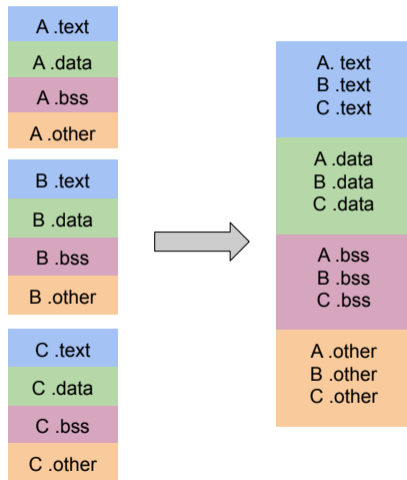 A .text
A .data
A .bss
A .other
B .text
B .data
B .bss
B .other
C .text
C .data
C .bss
C .other
A. text
B .text
C .text
A .data
B .data
C .data
A .bss
B .bss
C .bss
A .other
B .other
C .other